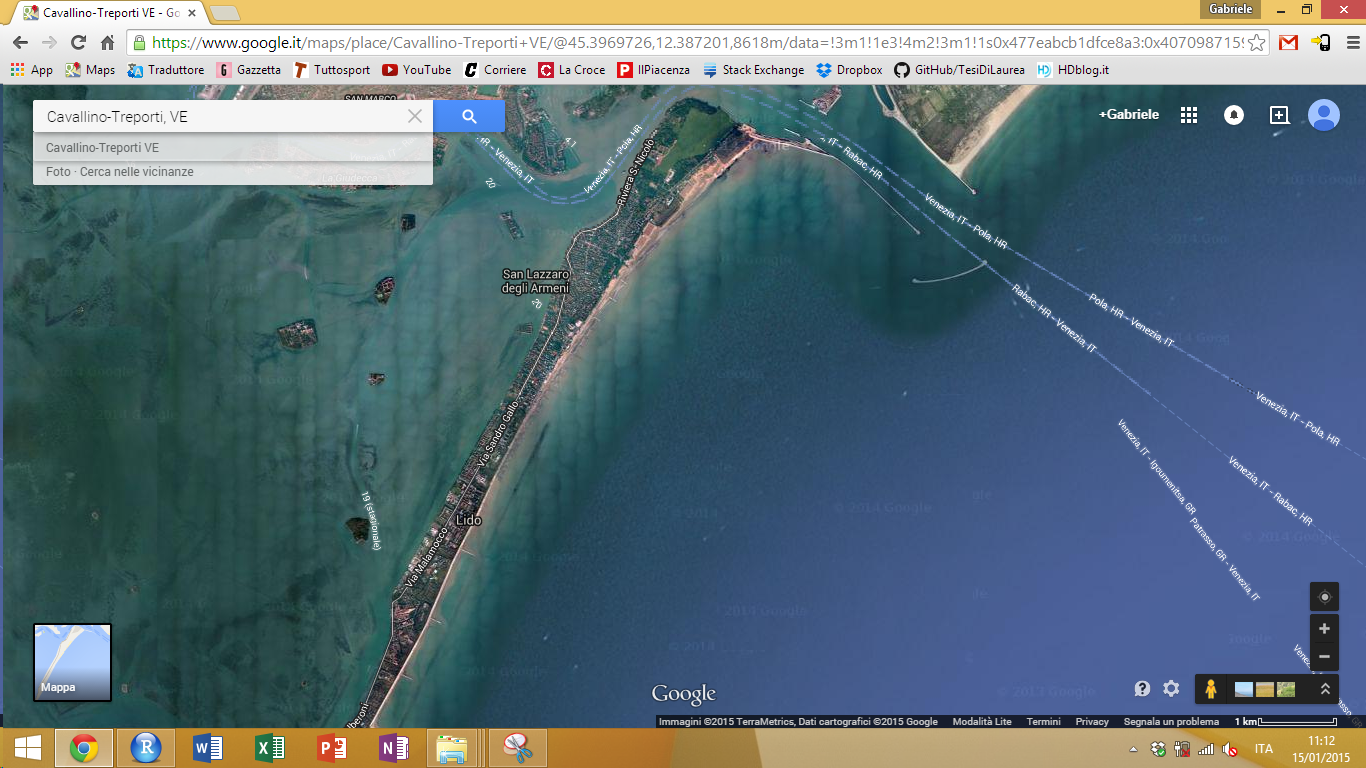 Cavallino-Treporti VE - Go
Gabriele
https://www.google.it/maps/place/Cavallino-Treporti+VE/@45.3969726,12.387201,8618m/data=!3m1!1e3!4m2!3m1!1s0x477eabcb1dfce8a3:0x4070987159
App Maps Traduttore Gazzetta Tuttosport YouTube Corriere La Croce IlPiacenza Stack Exchange Dropbox GitHub/TesiDiLaurea HDblog.it
SAN MARCO
Cavallino-Treporti, VE
Cavallino-Treporti VE
Foto · Cerca nelle vicinanze
La Giudecca
+Gabriele
4.1
HR - Venezia, IT
Venezia, IT - Pola, HR
20
Riviera S. Nicolò
IT - Rabac, HR
Venezia, IT - Pola, HR
San Lazzaro
degli Armeni
20
Rabac, HR - Venezia, IT
Pola, HR - Venezia, IT
Venezia, IT - Pola, HR
Via Sandro Gallo
Venezia, IT - Igoumenitsa, GR
Patrasso, GR - Venezia, IT
Venezia, IT - Rabac, HR
19 (stagionale)
Lido
Via Malamocco
© 2014 Google
Mappa
Google
1 km
Immagini ©2015 TerraMetrics, Dati cartografici ©2015 Google Modalità Lite Termini Privacy Segnala un problema
ITA
11:12
15/01/2015